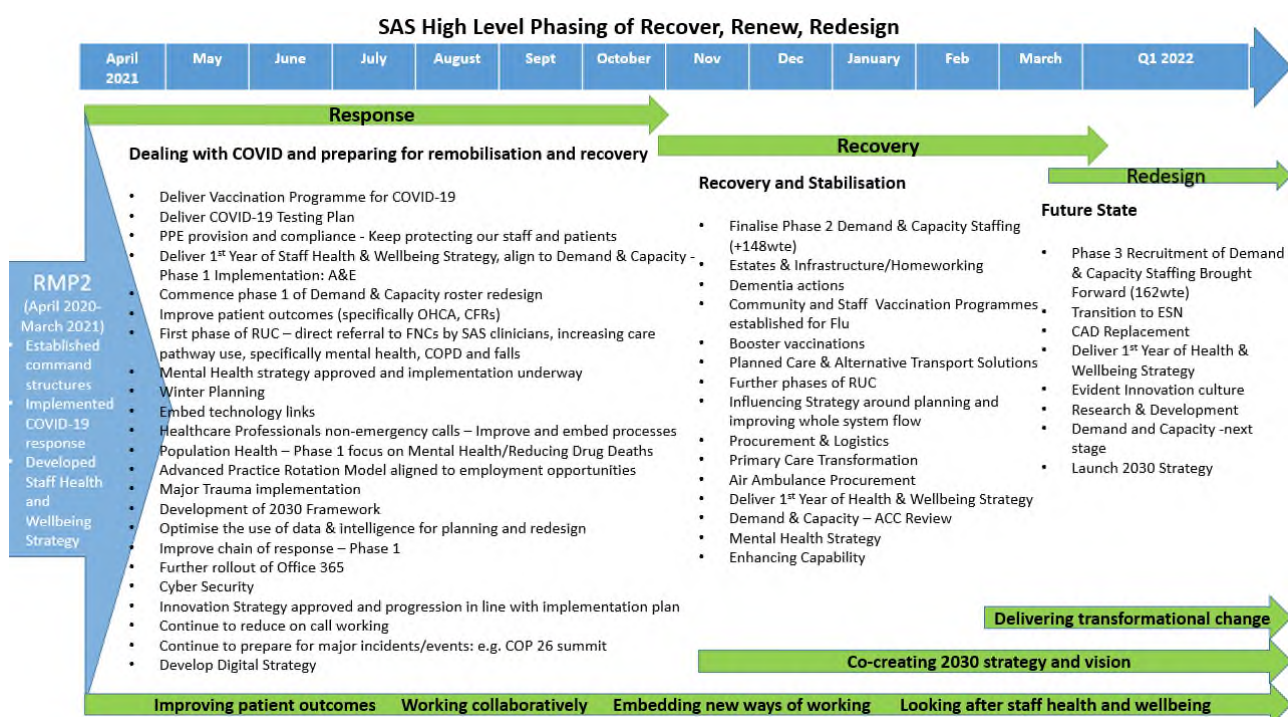 SAS High Level Phasing of Recover, Renew, Redesign
April
2021
May
June
July
August
Sept
October
Nov
Dec
January
Feb
March
Q1 2022
Response
Recovery
Redesign
RMP2
(April 2020-
March 2021)
• Established
command
structures
• Implemented
COVID-19
response
• Developed
Staff Health
and
Wellbeing
Strategy
Dealing with COVID and preparing for remobilisation and recovery
• Deliver Vaccination Programme for COVID-19
• Deliver COVID-19 Testing Plan
• PPE provision and compliance - Keep protecting our staff and patients
• Deliver 1st Year of Staff Health & Wellbeing Strategy, align to Demand & Capacity -
Phase 1 Implementation: A&E
• Commence phase 1 of Demand & Capacity roster redesign
• Improve patient outcomes (specifically OHCA, CFRs)
• First phase of RUC – direct referral to FNCs by SAS clinicians, increasing care
pathway use, specifically mental health, COPD and falls
• Mental Health strategy approved and implementation underway
• Winter Planning
• Embed technology links
• Healthcare Professionals non-emergency calls – Improve and embed processes
• Population Health – Phase 1 focus on Mental Health/Reducing Drug Deaths
• Advanced Practice Rotation Model aligned to employment opportunities
• Major Trauma implementation
• Development of 2030 Framework
• Optimise the use of data & intelligence for planning and redesign
• Improve chain of response – Phase 1
• Further rollout of Office 365
• Cyber Security
• Innovation Strategy approved and progression in line with implementation plan
• Continue to reduce on call working
• Continue to prepare for major incidents/events: e.g. COP 26 summit
• Develop Digital Strategy
Recovery and Stabilisation
• Finalise Phase 2 Demand & Capacity Staffing
(+148wte)
• Estates & Infrastructure/Homeworking
• Dementia actions
• Community and Staff Vaccination Programmes
established for Flu
• Booster vaccinations
• Planned Care & Alternative Transport Solutions
• Further phases of RUC
• Influencing Strategy around planning and
improving whole system flow
• Procurement & Logistics
• Primary Care Transformation
• Air Ambulance Procurement
• Deliver 1st Year of Health & Wellbeing Strategy
• Demand & Capacity – ACC Review
• Mental Health Strategy
• Enhancing Capability
Future State
• Phase 3 Recruitment of Demand
& Capacity Staffing Brought
Forward (162wte)
• Transition to ESN
• CAD Replacement
• Deliver 1st Year of Health &
Wellbeing Strategy
• Evident Innovation culture
• Research & Development
• Demand and Capacity -next
stage
• Launch 2030 Strategy
Delivering transformational change
Co-creating 2030 strategy and vision
Improving patient outcomes Working collaboratively Embedding new ways of working Looking after staff health and wellbeing